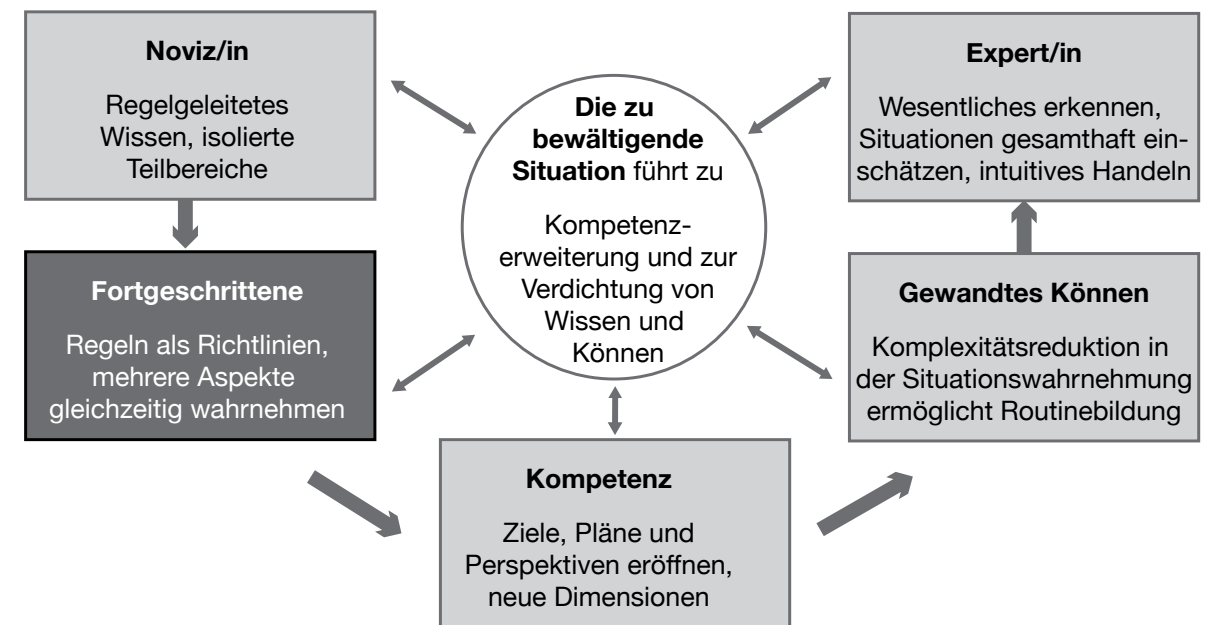 Noviz/in
Regelgeleitetes
Wissen, isolierte
Teilbereiche
Fortgeschrittene
Regeln als Richtlinien,
mehrere Aspekte
gleichzeitig wahrnehmen
Die zu
bewältigende
Situation führt zu
Kompetenz-
erweiterung und zur
Verdichtung von
Wissen und
Können
Kompetenz
Ziele, Pläne und
Perspektiven eröffnen,
neue Dimensionen
Expert/in
Wesentliches erkennen,
Situationen gesamthaft ein-
schätzen, intuitives Handeln
Gewandtes Können
Komplexitätsreduktion in
der Situationswahrnehmung
ermöglicht Routinebildung